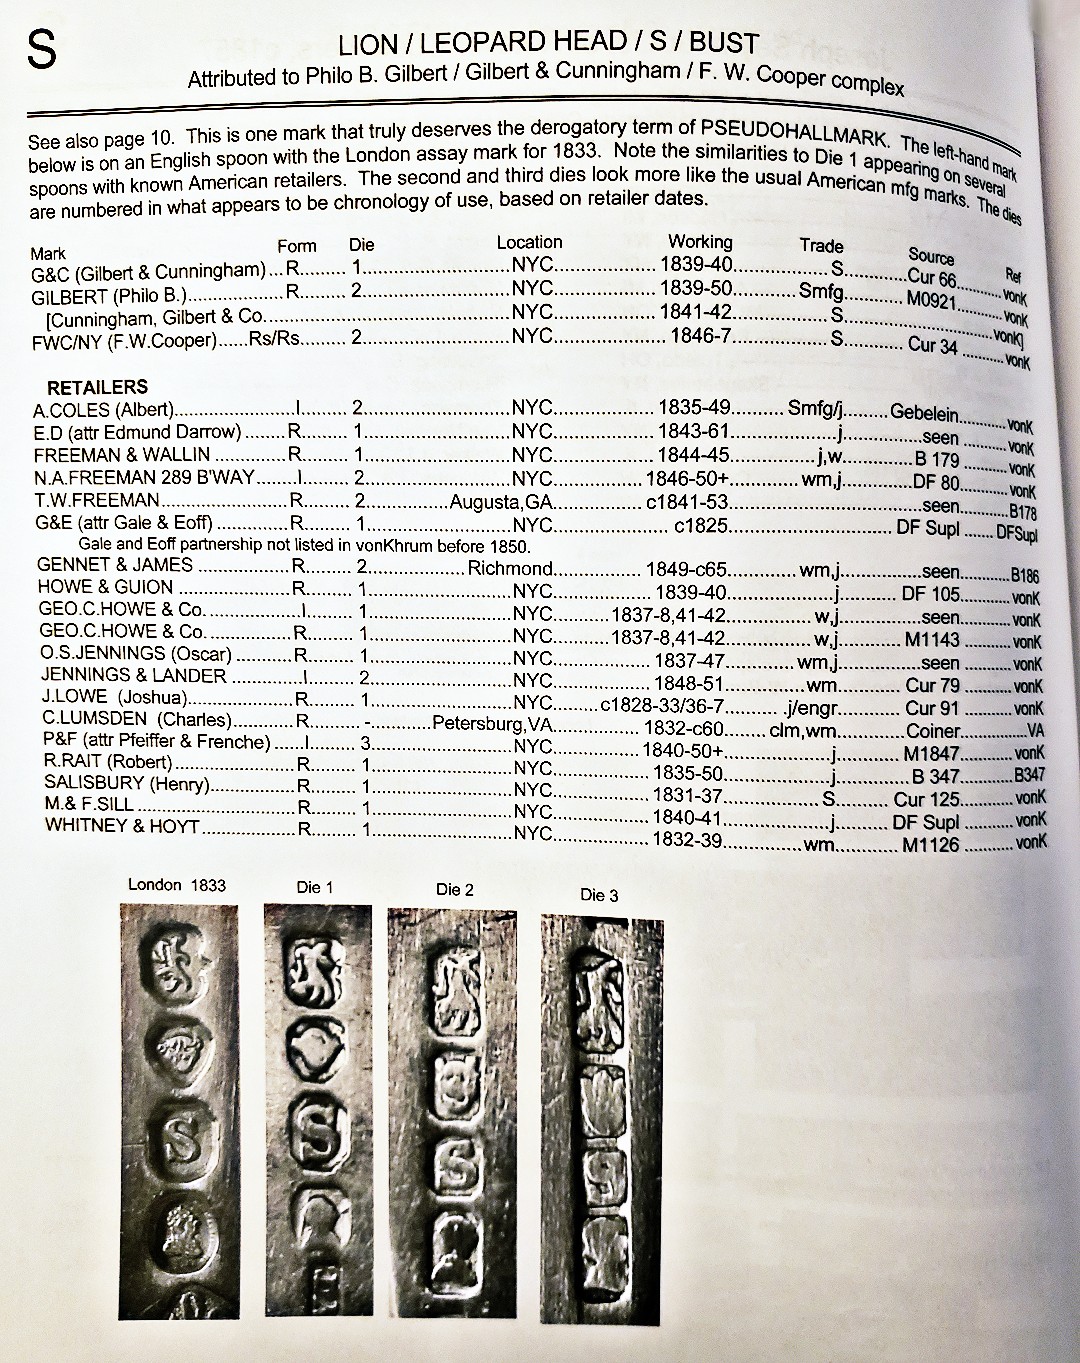 S
LION / LEOPARD HEAD / S / BUST
Attributed to Philo B. Gilbert / Gilbert & Cunningham / F. W. Cooper complex
See also page 10. This is one mark that truly deserves the derogatory term of PSEUDOHALLMARK. The left-hand mark
below is on an English spoon with the London assay mark for 1833. Note the similarities to Die 1 appearing on several
spoons with known American retailers. The second and third dies look more like the usual American mfg marks. The dies
are numbered in what appears to be chronology of use, based on retailer dates.
Mark Form Die Location Working Trade Source Ref
G&C (Gilbert & Cunningham)...R......... 1..............................NYC.................... 1839-40...................S............Cur 66..........vonK
GILBERT (Philo B.)...................R......... 2..............................NYC.................... 1839-50............Smfg..........M0921..........vonK
[Cunningham, Gilbert & Co..................................................NYC.................... 1841-42...................S..............................vonK]
FWC/NY (F.W.Cooper)......Rs/Rs......... 2..............................NYC.................... 1846-7...................S........... Cur 34 ..........vonK
RETAILERS
A.COLES (Albert)........................I......... 2..............................NYC.................... 1835-49..........Smfg/j........Gebelein..........vonK
E.D (attr Edmund Darrow) ........R......... 1..............................NYC.................... 1843-61...................j................seen ..........vonK
FREEMAN & WALLIN ..............R......... 1..............................NYC.................... 1844-45................j,w............B 179 ..........vonK
N.A.FREEMAN 289 B'WAY.......I......... 2..............................NYC.................... 1846-50+............wm,j............DF 80..........vonK
T.W.FREEMAN........................R......... 2.................Augusta,GA.................. c1841-53...................................seen..........B178
G&E (attr Gale & Eoff)..............R......... 1..............................NYC.................... c1825................................... DF Supl .......DFSupl
Gale and Eoff partnership not listed in vonKhrum before 1850.
GENNET & JAMES ...................R......... 2....................Richmond.................. 1849-c65............wm,j................seen..........B186
HOWE & GUION ......................R......... 1..............................NYC.................... 1839-40...................j............ DF 105..........vonK
GEO.C.HOWE & Co. ................I......... 1..............................NYC............ 1837-8,41-42................w,j................seen..........vonK
GEO.C.HOWE & Co. ................R......... 1..............................NYC............ 1837-8,41-42................w,j............ M1143 ..........vonK
O.S.JENNINGS (Oscar) ............R......... 1..............................NYC.................... 1837-47............wm,j................seen ..........vonK
JENNINGS & LANDER ...............I......... 2..............................NYC.................... 1848-51..............wm............ Cur 79 ..........vonK
J.LOWE (Joshua)......................R......... 1..............................NYC.........c1828-33/36-7..........j/engr............ Cur 91 ..........vonK
C.LUMSDEN (Charles)...............R......... -...............Petersburg,VA.................. 1832-c60....... clm,wm............ Coiner..............VA
P&F (attr Pfeiffer & Frenche) ......I......... 3..............................NYC.................... 1840-50+...................j............ M1847..........vonK
R.RAIT (Robert) ......................R......... 1..............................NYC.................... 1835-50...................j............ B 347..........B347
SALISBURY (Henry)..................R......... 1..............................NYC.................... 1831-37...................S......... Cur 125..........vonK
M.& F.SILL ............................R......... 1..............................NYC.................... 1840-41...................j......... DF Supl ..........vonK
WHITNEY & HOYT....................R......... 1..............................NYC.................... 1832-39..............wm............ M1126 ..........vonK
London 1833 Die 1 Die 2 Die 3
S S S S